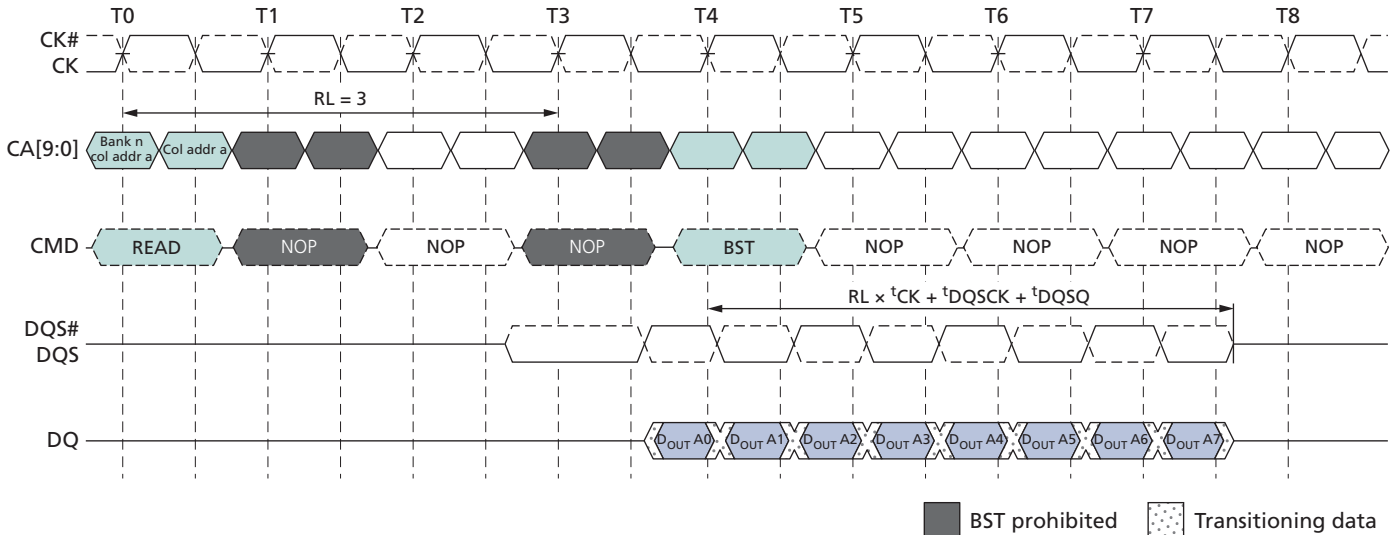 T0 T1 T2 T3 T4 T5 T6 T7 T8
CK#
CK
RL = 3
CA[9:0]
Bank n
col addr a
Col addr a
CMD
READ NOP NOP NOP BST NOP NOP NOP NOP
RL × tCK + tDQSCK + tDQSQ
DQS#
DQS
DQ
DOUT A0 DOUT A1 DOUT A2 DOUT A3 DOUT A4 DOUT A5 DOUT A6 DOUT A7
BST prohibited
Transitioning data